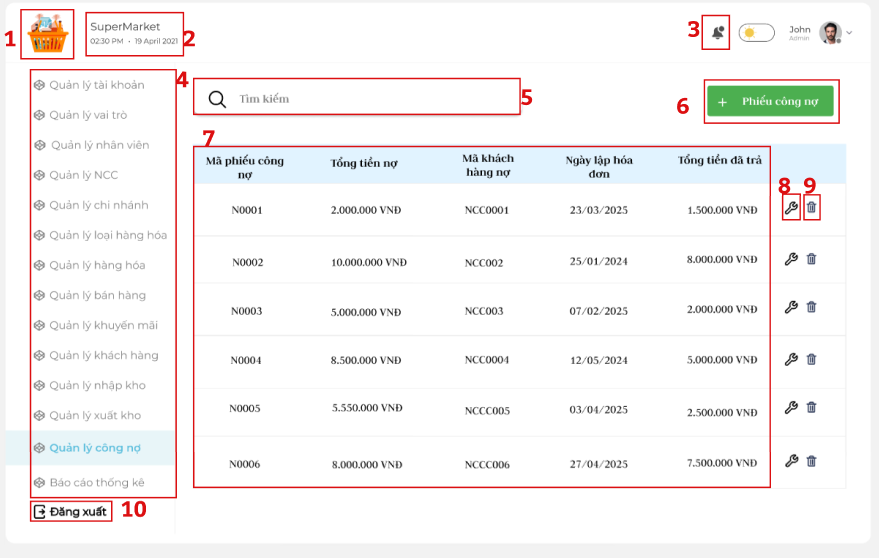 1
SuperMarket
02:30 PM • 19 April 2021
2
3
John
Admin
4
Quản lý tài khoản
Quản lý vai trò
Quản lý nhân viên
Quản lý NCC
Quản lý chi nhánh
Quản lý loại hàng hóa
Quản lý hàng hóa
Quản lý bán hàng
Quản lý khuyến mãi
Quản lý khách hàng
Quản lý nhập kho
Quản lý xuất kho
Quản lý công nợ
Báo cáo thống kê
Đăng xuất 10
Tìm kiếm 5
6 + Phiếu công nợ
7
Mã phiếu công
nợ
Tổng tiền nợ
Mã khách
hàng nợ
Ngày lập hóa
đơn
Tổng tiền đã trả
8 9
N0001 2.000.000 VNĐ NCC0001 23/03/2025 1.500.000 VNĐ
N0002 10.000.000 VNĐ NCC002 25/01/2024 8.000.000 VNĐ
N0003 5.000.000 VNĐ NCC003 07/02/2025 2.000.000 VNĐ
N0004 8.500.000 VNĐ NCC0004 12/05/2024 5.000.000 VNĐ
N0005 5.550.000 VNĐ NCCC005 03/04/2025 2.500.000 VNĐ
N0006 8.000.000 VNĐ NCCC006 27/04/2025 7.500.000 VNĐ